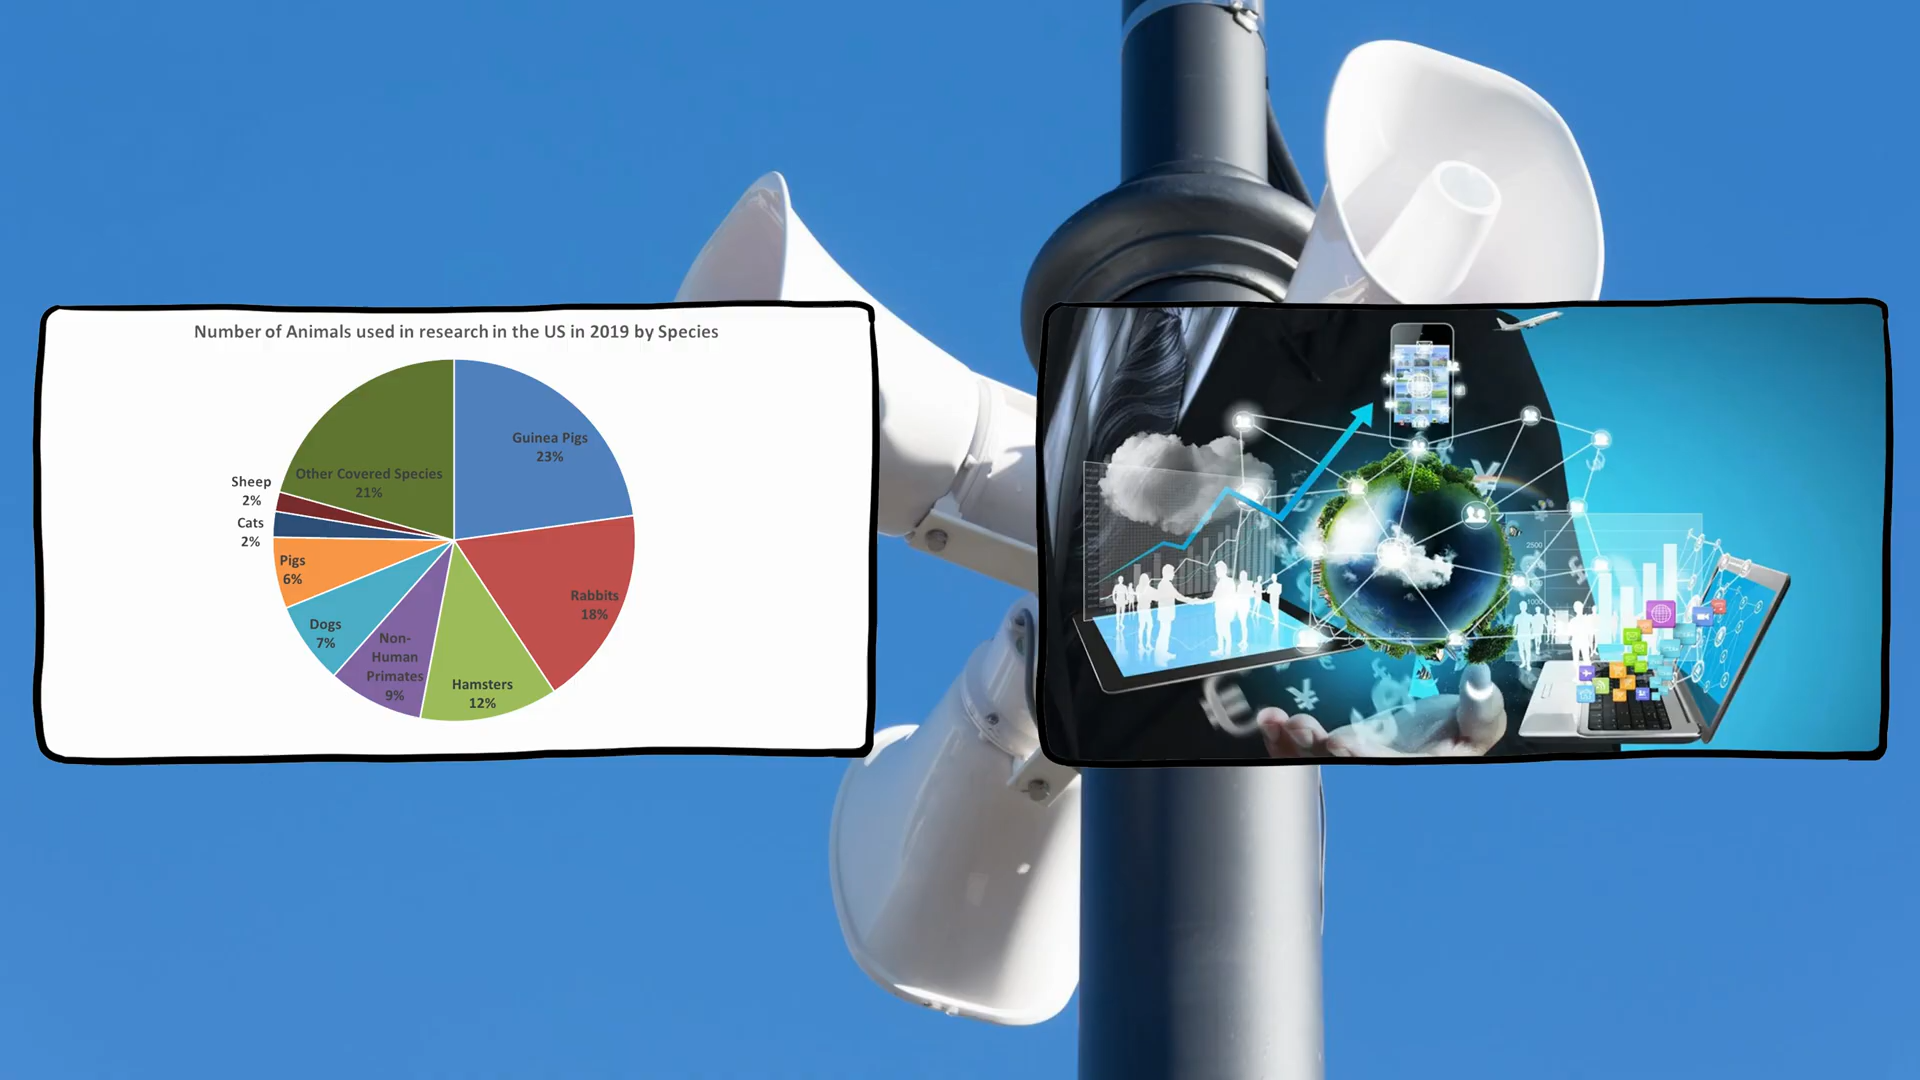 Number of Animals used in research in the US in 2019 by Species
Guinea Pigs
23%
Rabbits
18%
Hamsters
12%
Non-
Human
Primates
9%
Dogs
7%
Pigs
6%
Cats
2%
Sheep
2%
Other Covered Species
21%
2500